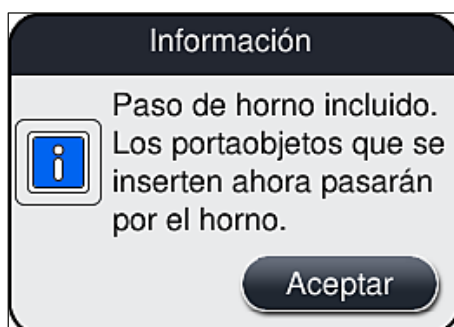 Información
Paso de horno incluido.
Los portaobjetos que se
inserten ahora pasarán
por el horno.
Aceptar